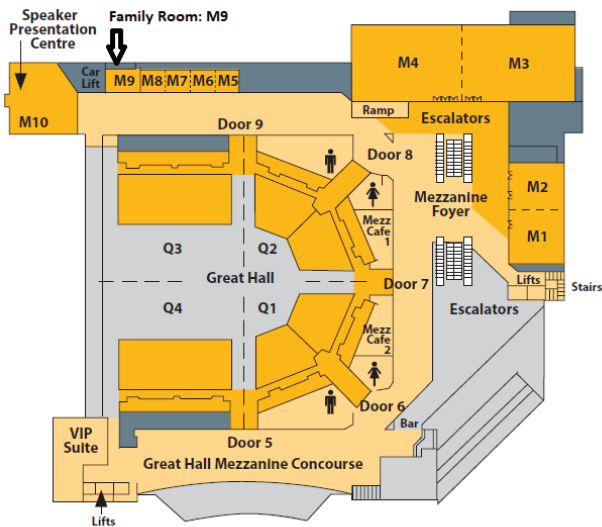 Speaker
Presentation
Centre
Family Room: M9
Car
Lift
M9
M8
M7
M6
M5
M4
M3
M10
Ramp
Escalators
Door 9
Door 8
M2
Mezzanine
Foyer
M1
Mezz
Cafe
1
Q3
Q2
Great Hall
Door 7
Lifts
Stairs
Q4
Q1
Escalators
Mezz
Cafe
2
Door 6
Bar
VIP
Suite
Door 5
Great Hall Mezzanine Concourse
Lifts